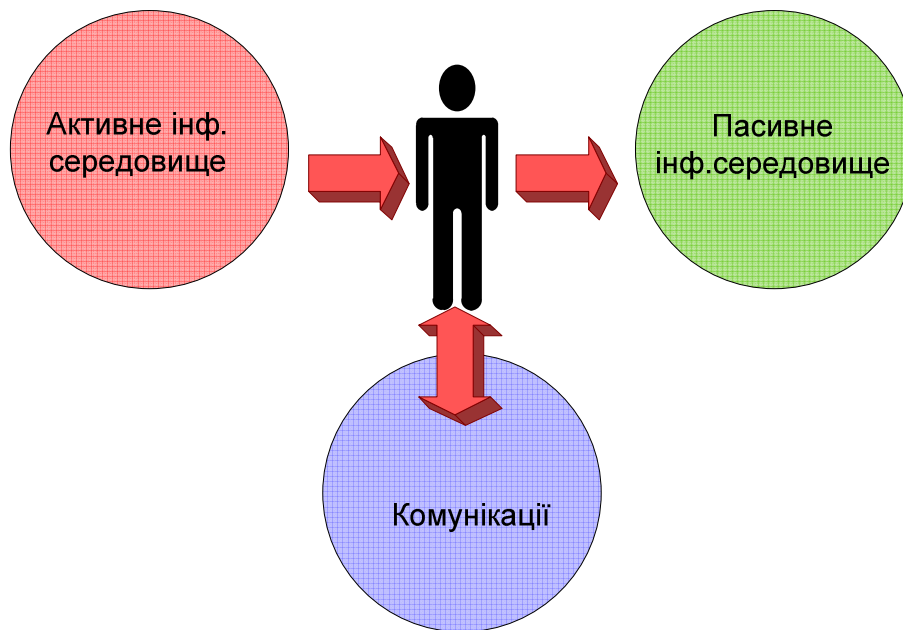 Активне інф.
середовище
Пасивне
інф.середовище
Комунікації